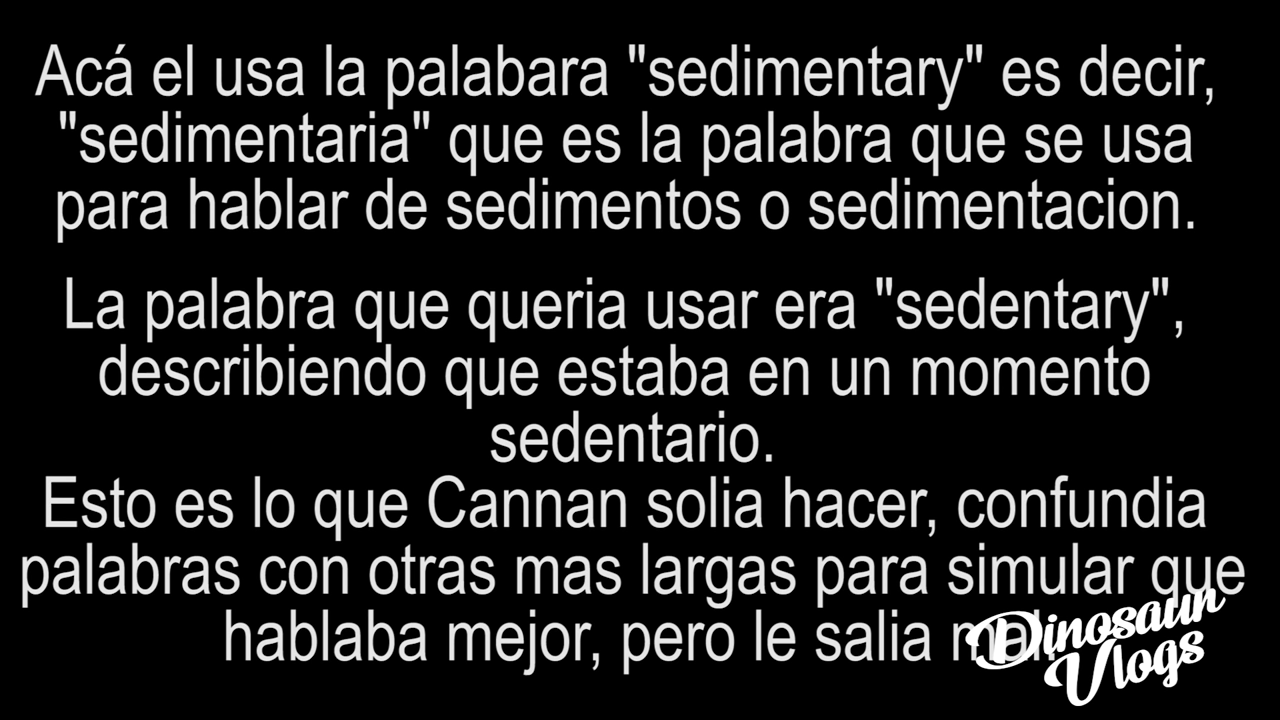 Acá el usa la palabara "sedimentary" es decir,
"sedimentaria" que es la palabra que se usa
para hablar de sedimentos o sedimentacion.
La palabra que queria usar era "sedentary",
describiendo que estaba en un momento
sedentario.
Esto es lo que Cannan solia hacer, confundia
palabras con otras mas largas para simular que
hablaba mejor, pero le salia mal.
Dinosaur
Vlogs